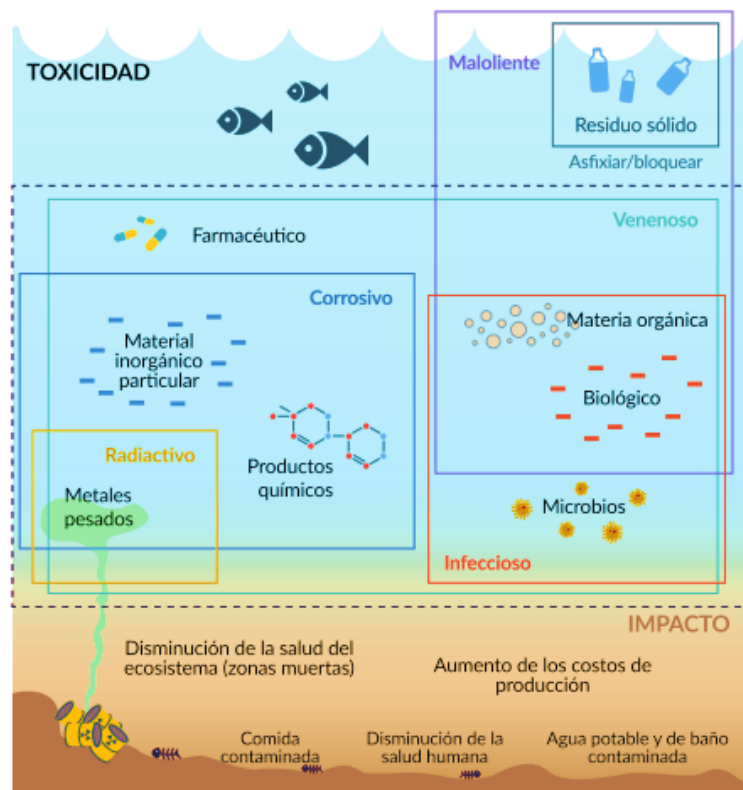 TOXICIDAD
Maloliente
Residuo sólido
Asfixiar/bloquear
Farmacéutico
Venenoso
Corrosivo
Material
inorgánico
particular
Materia orgánica
Biológico
Radiactivo
Productos
químicos
Metales
pesados
Microbios
Infeccioso
IMPACTO
Disminución de la salud del
ecosistema (zonas muertas)
Aumento de los costos de
producción
Comida
contaminada
Disminución de la
salud humana
Agua potable y de baño
contaminada